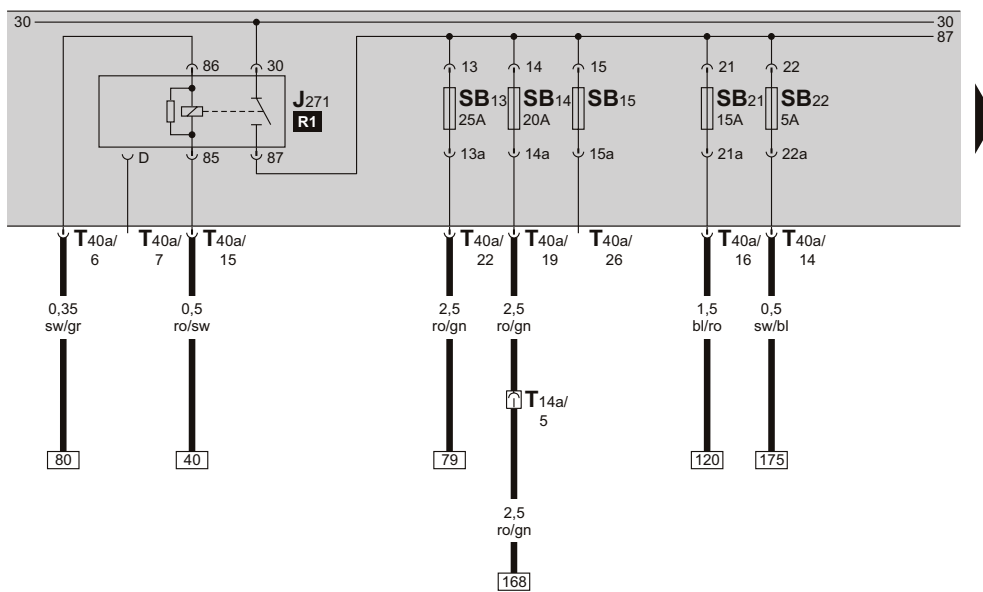 30 30
87
86 30 13 14 15 21 22
J271 SB13 SB14 SB15 SB21 SB22
R1 25A 20A 15A 5A
D 85 87 13a 14a 15a 21a 22a
T40a/ T40a/ T40a/ T40a/ T40a/ T40a/ T40a/ T40a/
6 7 15 22 19 26 16 14
0,35 0,5 2,5 2,5 1,5 0,5
sw/gr ro/sw ro/gn ro/gn bl/ro sw/bl
T14a/
5
80 40 79 120 175
2,5
ro/gn
168